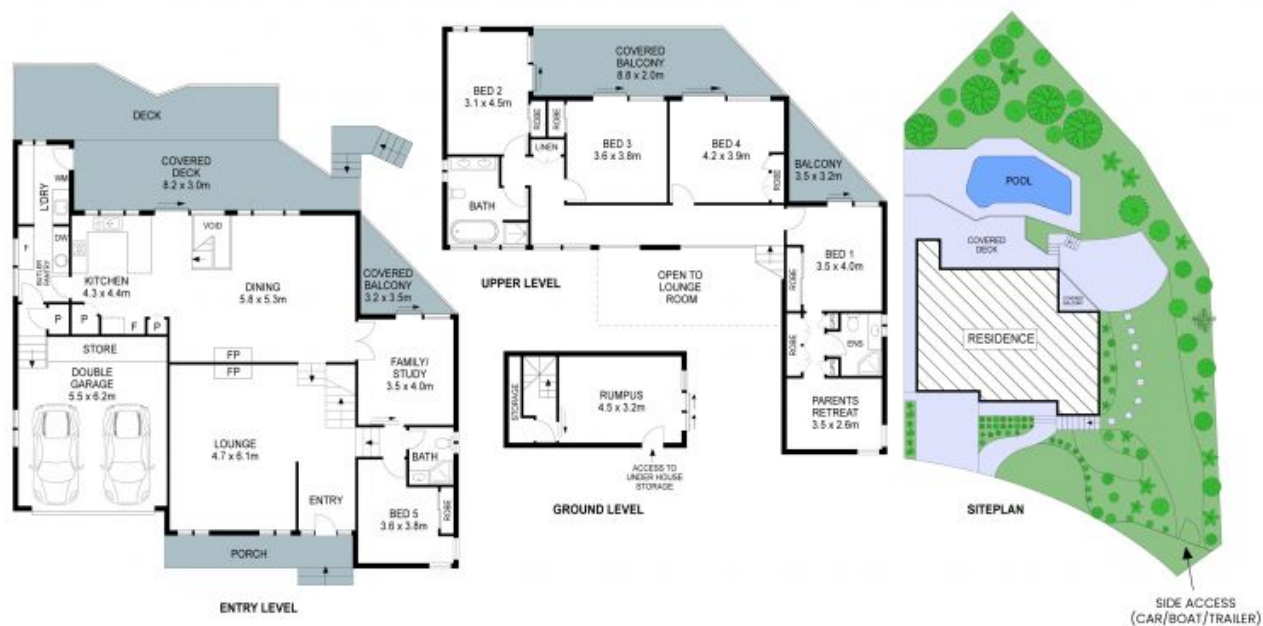 DECK
COVERED
DECK
8.2 x 3.0m
L'DRY
WM
F
DW
BUTLER
PANTRY
KITCHEN
4.3 x 4.4m
VOID
DINING
5.8 x 5.3m
COVERED
BALCONY
3.2 x 3.5m
P
P
F
P
STORE
DOUBLE
GARAGE
5.5 x 6.2m
FP
FP
FAMILY/
STUDY
3.5 x 4.0m
LOUNGE
4.7 x 6.1m
BATH
ENTRY
BED 5
3.6 x 3.8m
ROBE
PORCH
ENTRY LEVEL
BED 2
3.1 x 4.5m
COVERED
BALCONY
8.8 x 2.0m
ROBE
ROBE
LINEN
BED 3
3.6 x 3.8m
BED 4
4.2 x 3.9m
ROBE
BALCONY
3.5 x 3.2m
BATH
UPPER LEVEL
OPEN TO
LOUNGE
ROOM
BED 1
3.5 x 4.0m
ROBE
ROBE
ENS
PARENTS
RETREAT
3.5 x 2.6m
STORAGE
RUMPUS
4.5 x 3.2m
ACCESS TO
UNDER HOUSE
STORAGE
GROUND LEVEL
POOL
COVERED
DECK
COVERED
BALCONY
RESIDENCE
SITEPLAN
SIDE ACCESS
(CAR/BOAT/TRAILER)